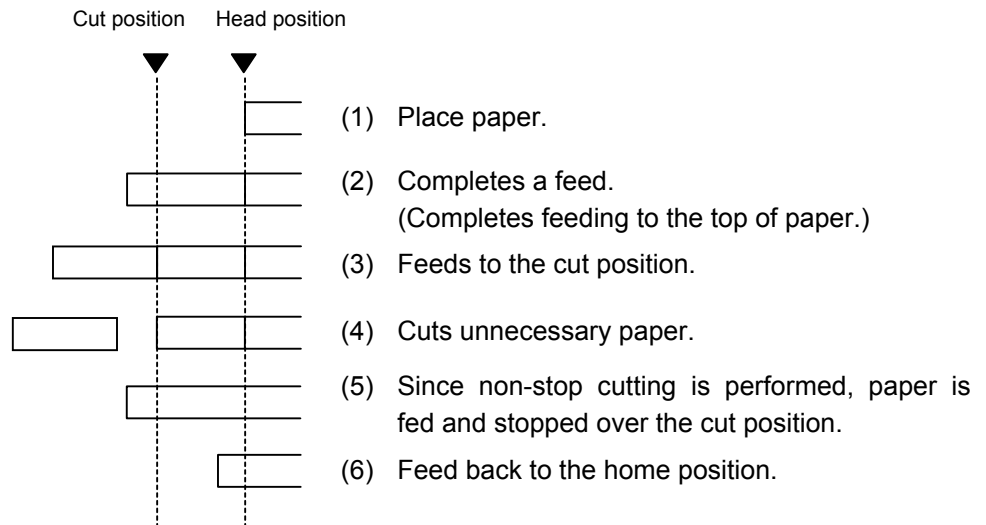 Cut position Head position
(1) Place paper.
(2) Completes a feed.
(Completes feeding to the top of paper.)
(3) Feeds to the cut position.
(4) Cuts unnecessary paper.
(5) Since non-stop cutting is performed, paper is
fed and stopped over the cut position.
(6) Feed back to the home position.